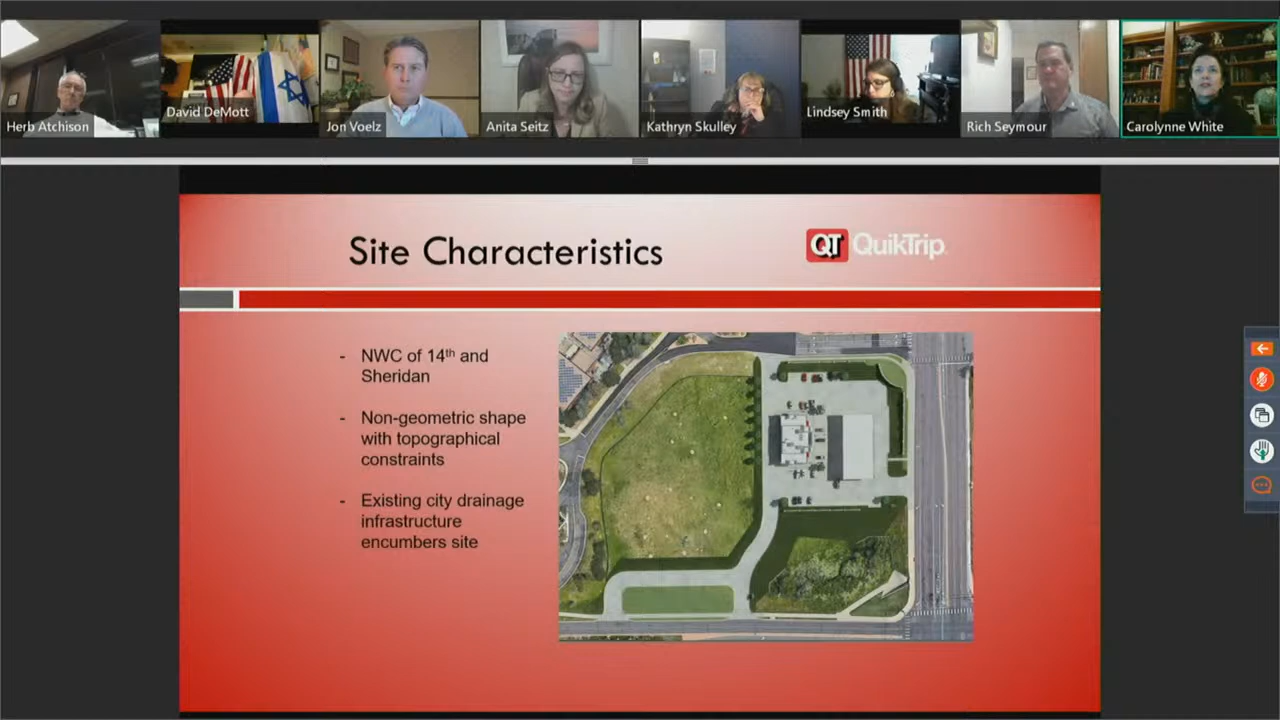 Herb Atchison
David DeMott
Jon Voelz
Anita Seitz
Kathryn Skulley
Lindsey Smith
Rich Seymour
Carolynne White
Site Characteristics
QT QuikTrip
- NWC of 14th and
Sheridan
- Non-geometric shape
with topographical
constraints
- Existing city drainage
infrastructure
encumbers site